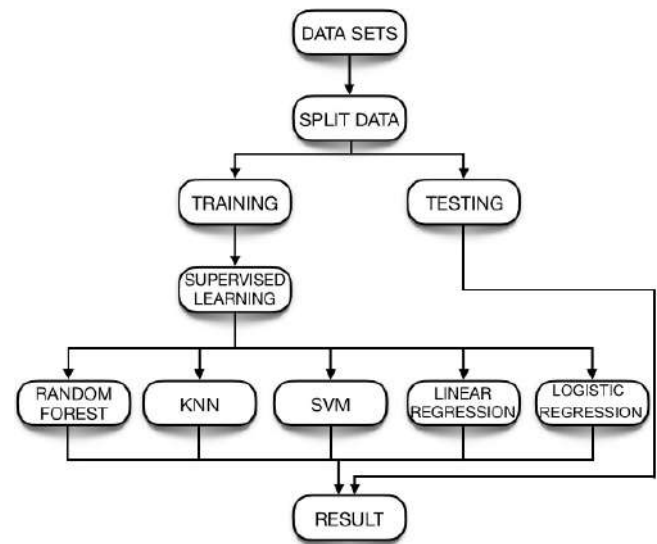 DATA SETS
SPLIT DATA
TRAINING
TESTING
SUPERVISED
LEARNING
RANDOM
FOREST
KNN
SVM
LINEAR
REGRESSION
LOGISTIC
REGRESSION
RESULT